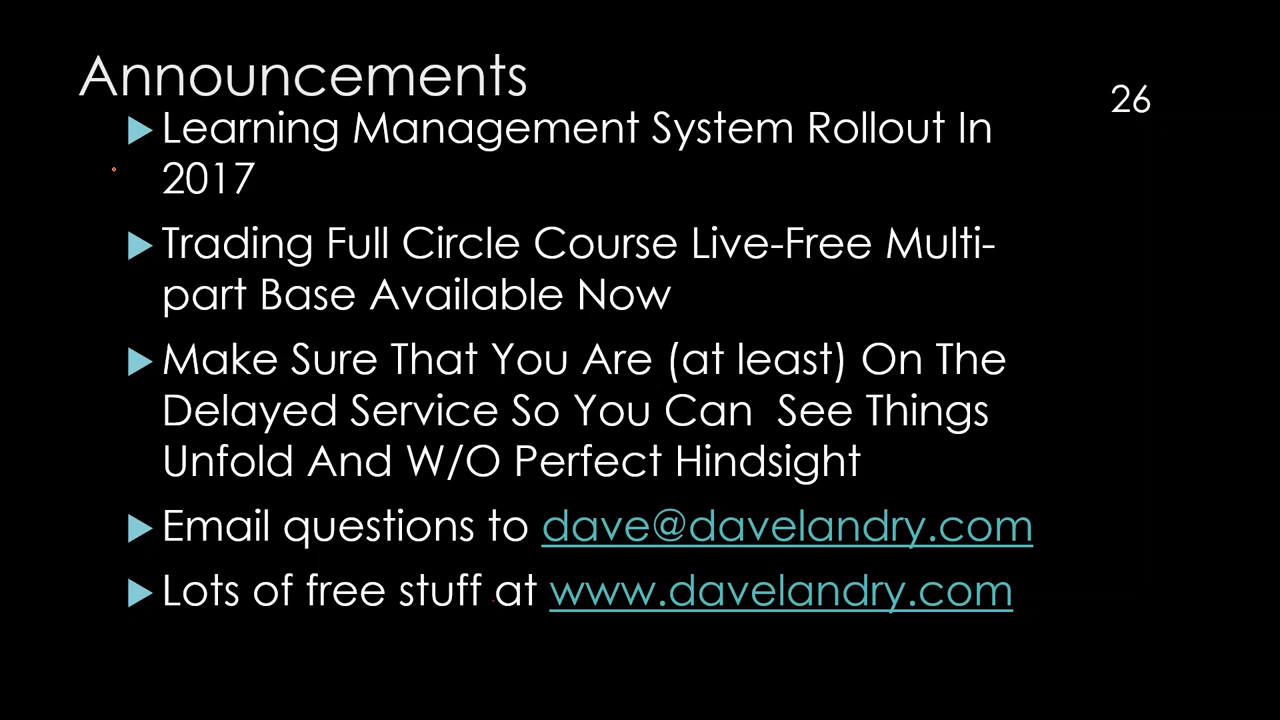 Announcements
26
Learning Management System Rollout In
2017
Trading Full Circle Course Live-Free Multi-
part Base Available Now
Make Sure That You Are (at least) On The
Delayed Service So You Can  See Things
Unfold And W/O Perfect Hindsight
Email questions to dave@davelandry.com
Lots of free stuff at www.davelandry.com